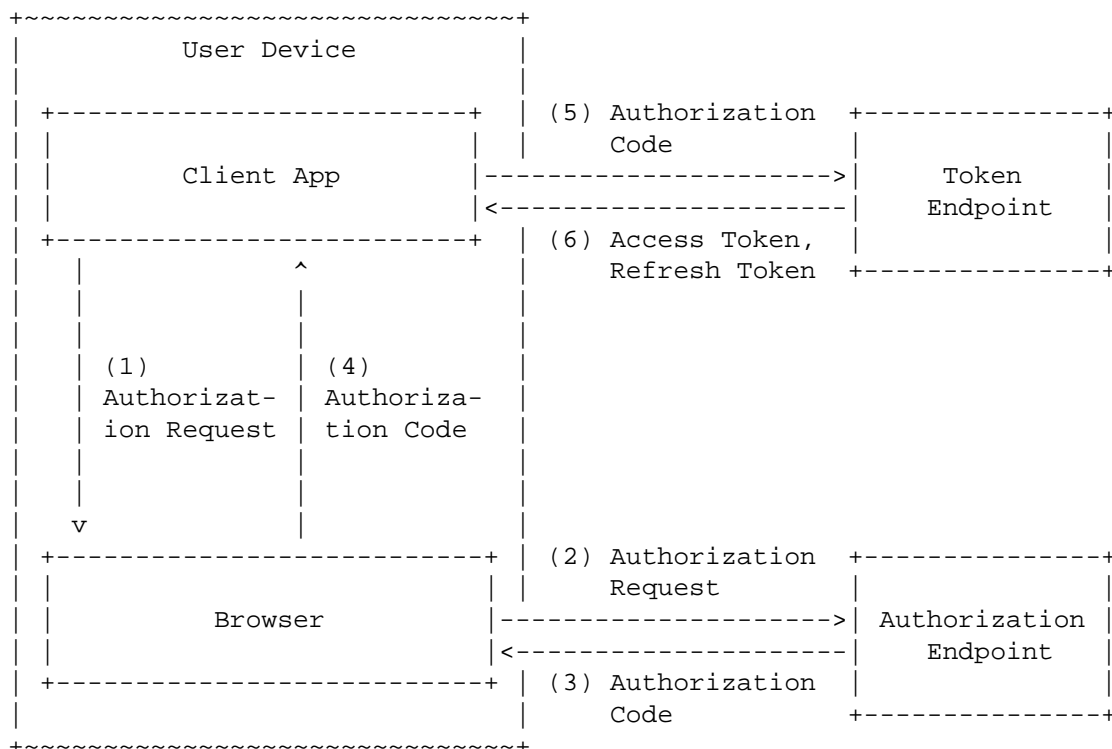 User Device
(5) Authorization
Code
Client App
Token
Endpoint
(6) Access Token,
Refresh Token
(1)
Authorizat-
ion Request
(4)
Authoriza-
tion Code
(2) Authorization
Request
Browser
Authorization
Endpoint
(3) Authorization
Code